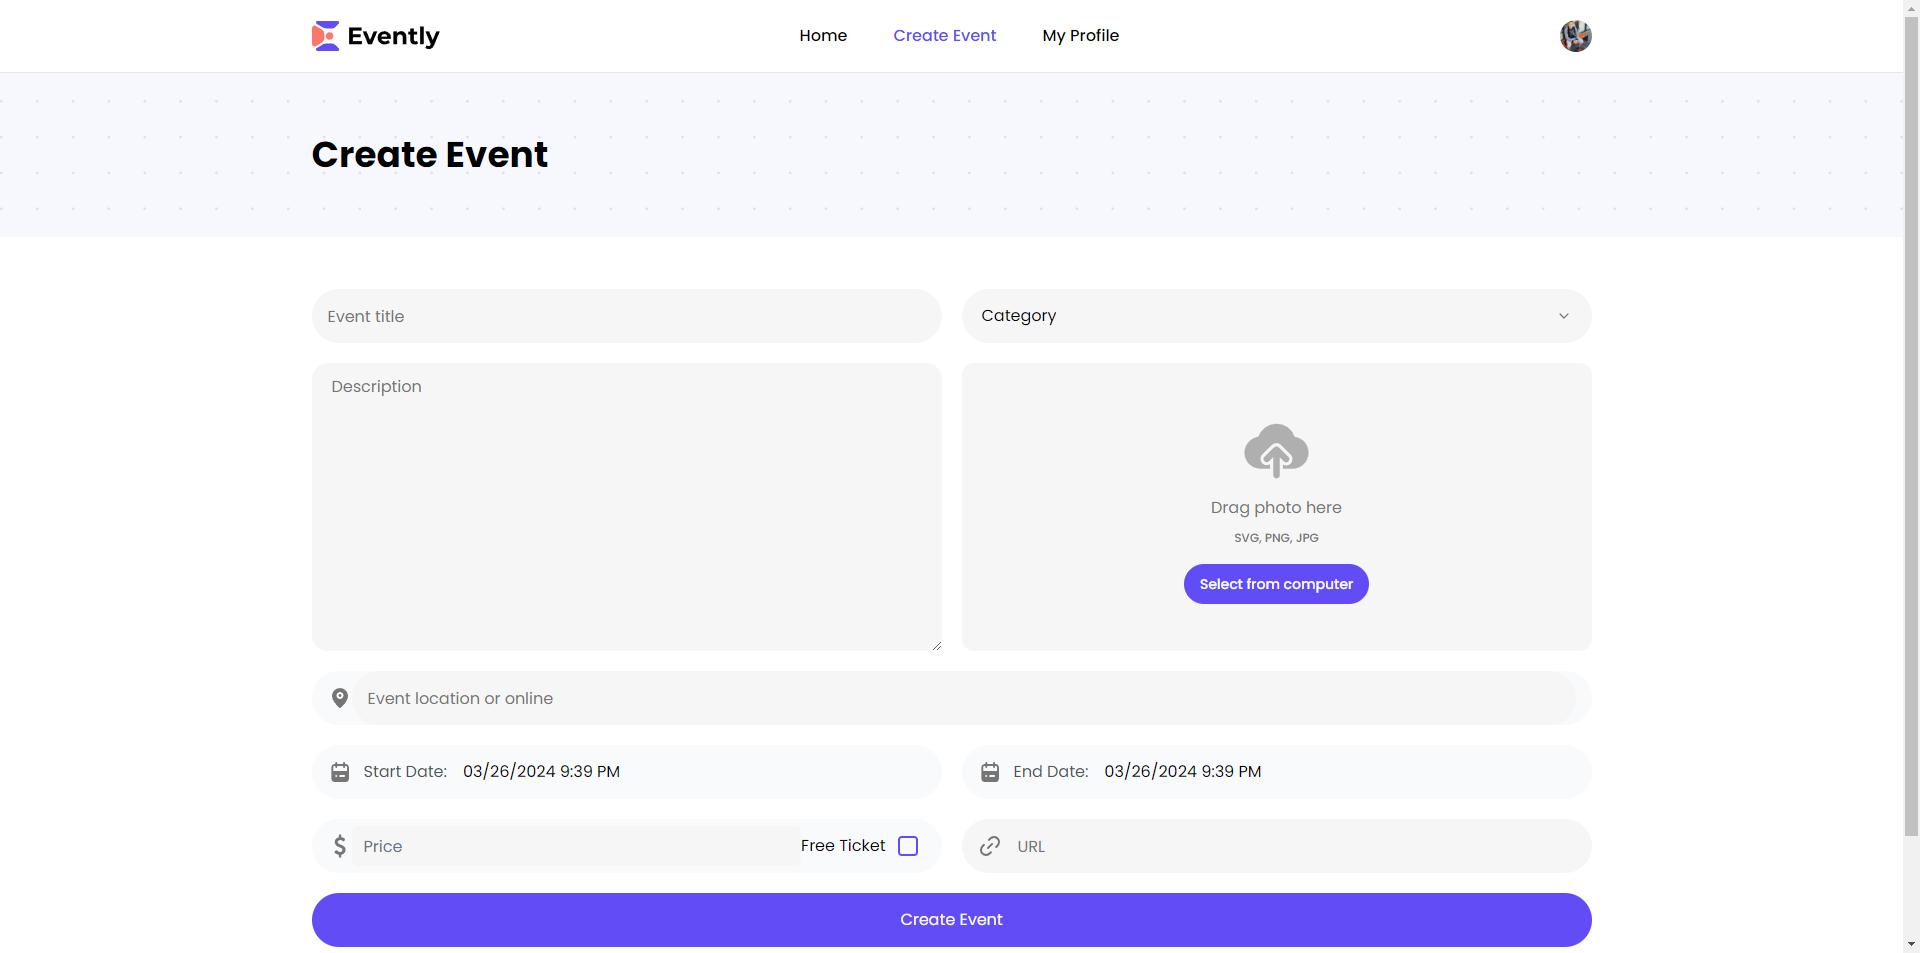 Evently
Home
Create Event
My Profile
Create Event
Event title
Category
Description
Drag photo here
SVG, PNG, JPG
Select from computer
Event location or online
Start Date: 03/26/2024 9:39 PM
End Date: 03/26/2024 9:39 PM
Price
Free Ticket
URL
Create Event